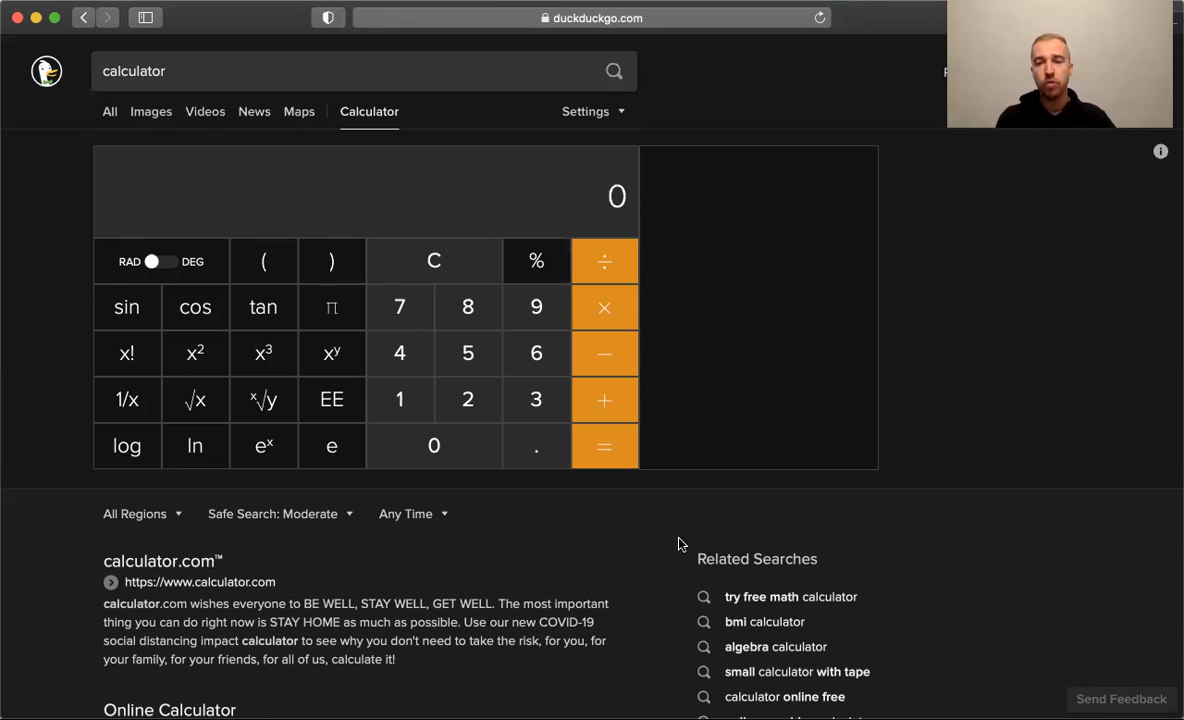 duckduckgo.com
calculator
All Images Videos News Maps Calculator Settings
0
RAD DEG ( ) C % ÷
sin cos tan π 7 8 9 ×
x! x² x³ xʸ 4 5 6 −
1/x √x ˣ√y EE 1 2 3 +
log ln eˣ e 0 . =
All Regions Safe Search: Moderate Any Time
calculator.com™
https://www.calculator.com
calculator.com wishes everyone to BE WELL, STAY WELL, GET WELL. The most important
thing you can do right now is STAY HOME as much as possible. Use our new COVID-19
social distancing impact calculator to see why you don't need to take the risk, for you, for
your family, for your friends, for all of us, calculate it!
Online Calculator
Related Searches
try free math calculator
bmi calculator
algebra calculator
small calculator with tape
calculator online free
Send Feedback